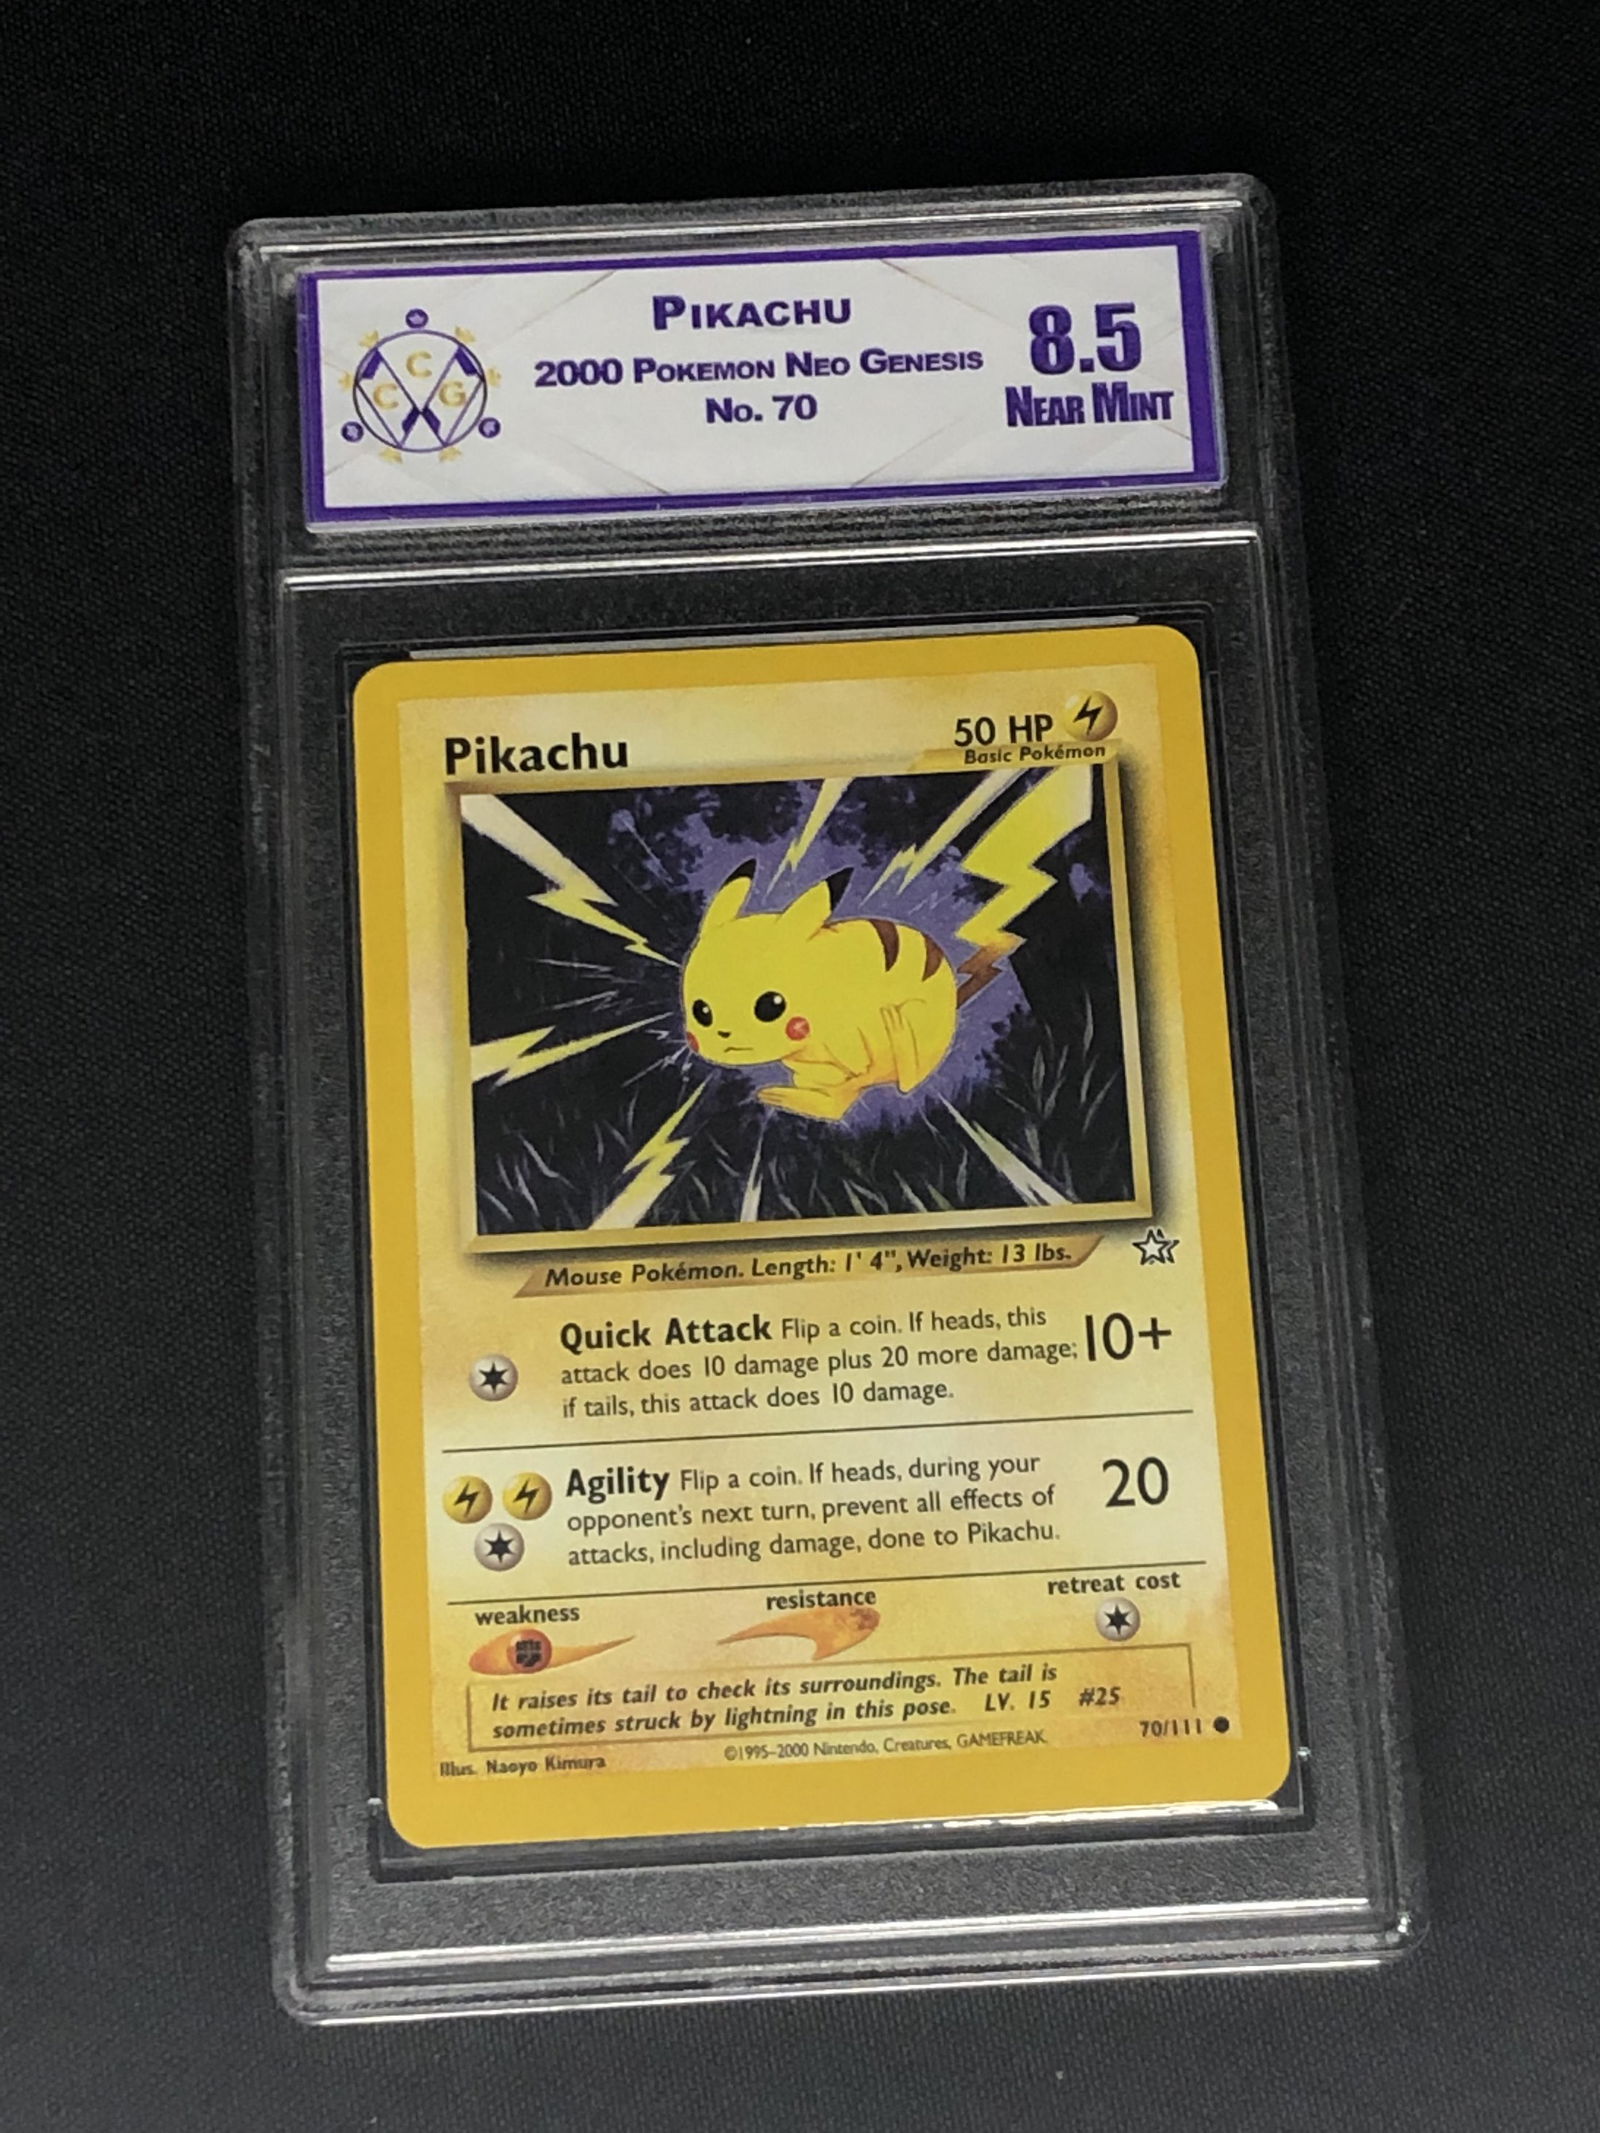 C
C G
PIKACHU
2000 POKEMON NEO GENESIS
No. 70
8.5
NEAR MINT
Pikachu
50 HP
Basic Pokémon
Mouse Pokémon. Length: 1' 4", Weight: 13 lbs.
Quick Attack Flip a coin. If heads, this
attack does 10 damage plus 20 more damage;
if tails, this attack does 10 damage.
10+
Agility Flip a coin. If heads, during your
opponent's next turn, prevent all effects of
attacks, including damage, done to Pikachu.
20
weakness
resistance
retreat cost
It raises its tail to check its surroundings. The tail is
sometimes struck by lightning in this pose. LV. 15 #25
Illus. Naoyo Kimura
©1995-2000 Nintendo, Creatures, GAMEFREAK
70/111